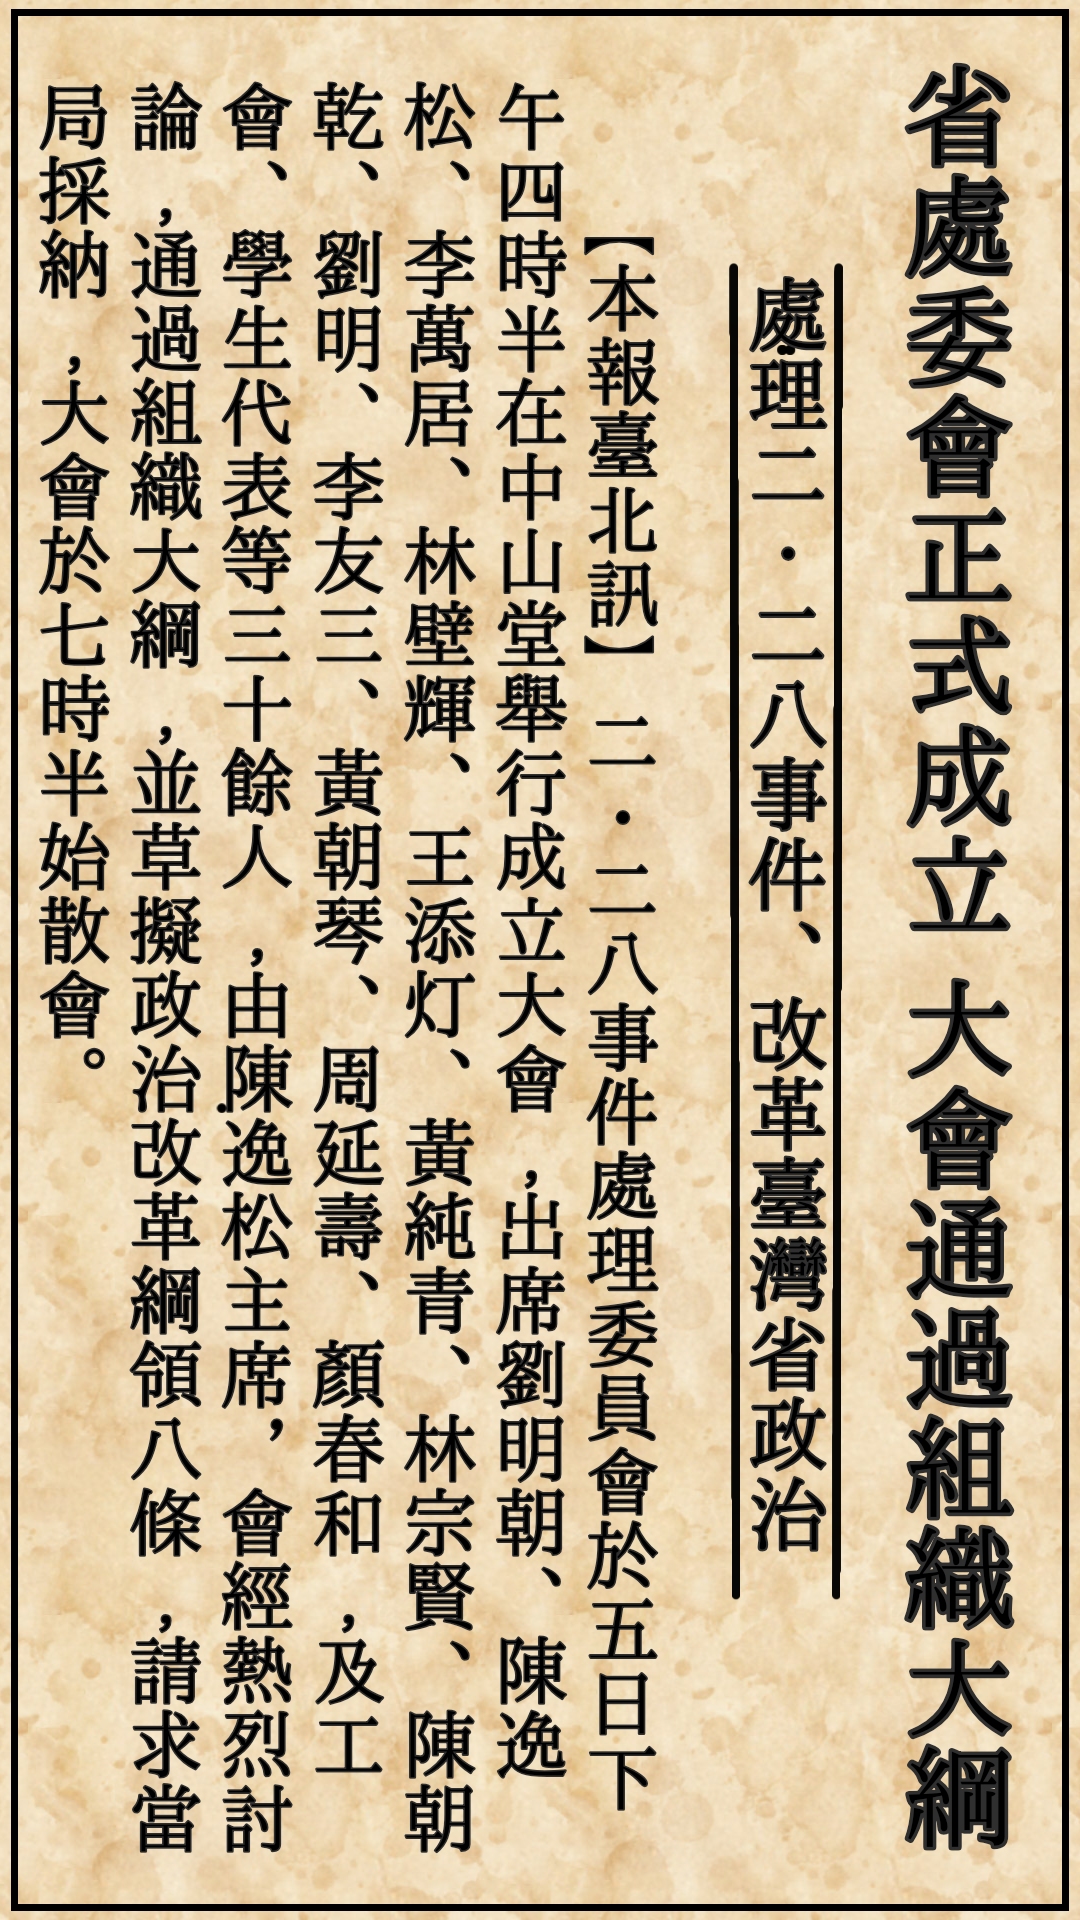 省處委會正式成立 大會通過組織大綱
處理二・二八事件、改革臺灣省政治
【本報臺北訊】二・二八事件處理委員會於五日下
午四時半在中山堂舉行成立大會，出席劉明朝、陳逸
松、李萬居、林壁輝、王添灯、黃純青、林宗賢、陳朝
乾、劉明、李友三、黃朝琴、周延壽、顏春和，及工
會、學生代表等三十餘人，由陳逸松主席，會經熱烈討
論，通過組織大綱，並草擬政治改革綱領八條，請求當
局採納，大會於七時半始散會。